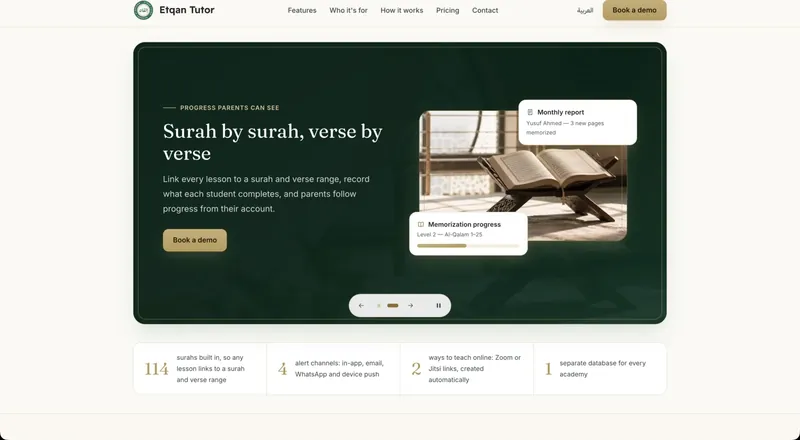 Etqan Tutor
Features
Who it's for
How it works
Pricing
Contact
العربية
Book a demo
PROGRESS PARENTS CAN SEE
Surah by surah, verse by
verse
Link every lesson to a surah and verse range, record
what each student completes, and parents follow
progress from their account.
Book a demo
Monthly report
Yusuf Ahmed — 3 new pages
memorized
Memorization progress
Level 2 — Al-Qalam 1–25
114
surahs built in, so any
lesson links to a surah
and verse range
4
alert channels: in-app, email,
WhatsApp and device push
2
ways to teach online: Zoom or
Jitsi links, created
automatically
1
separate database for every
academy